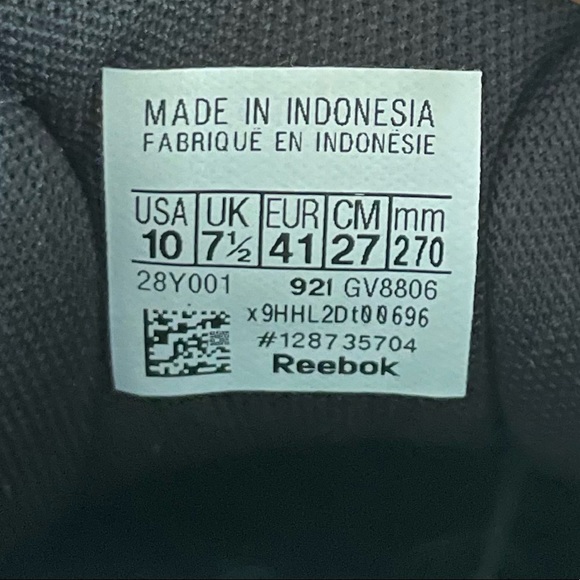 MADE IN INDONESIA
FABRIQUÉ EN INDONÉSIE
USA UK EUR CM mm
10 7½ 41 27 270
28Y001 921 GV8806
x9HHL2Dt00696
#128735704
Reebok